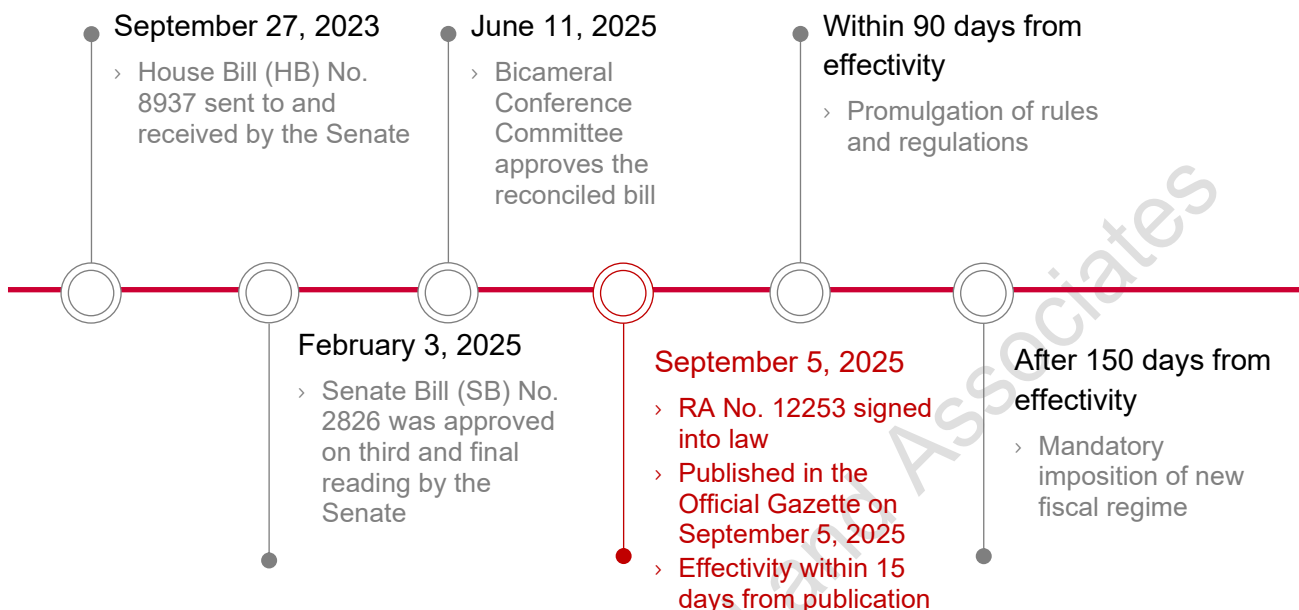 September 27, 2023
› House Bill (HB) No.
8937 sent to and
received by the Senate
February 3, 2025
› Senate Bill (SB) No.
2826 was approved
on third and final
reading by the
Senate
June 11, 2025
› Bicameral
Conference
Committee
approves the
reconciled bill
September 5, 2025
› RA No. 12253 signed
into law
› Published in the
Official Gazette on
September 5, 2025
› Effectivity within 15
days from publication
Within 90 days from
effectivity
› Promulgation of rules
and regulations
After 150 days from
effectivity
› Mandatory
imposition of new
fiscal regime
and Associates